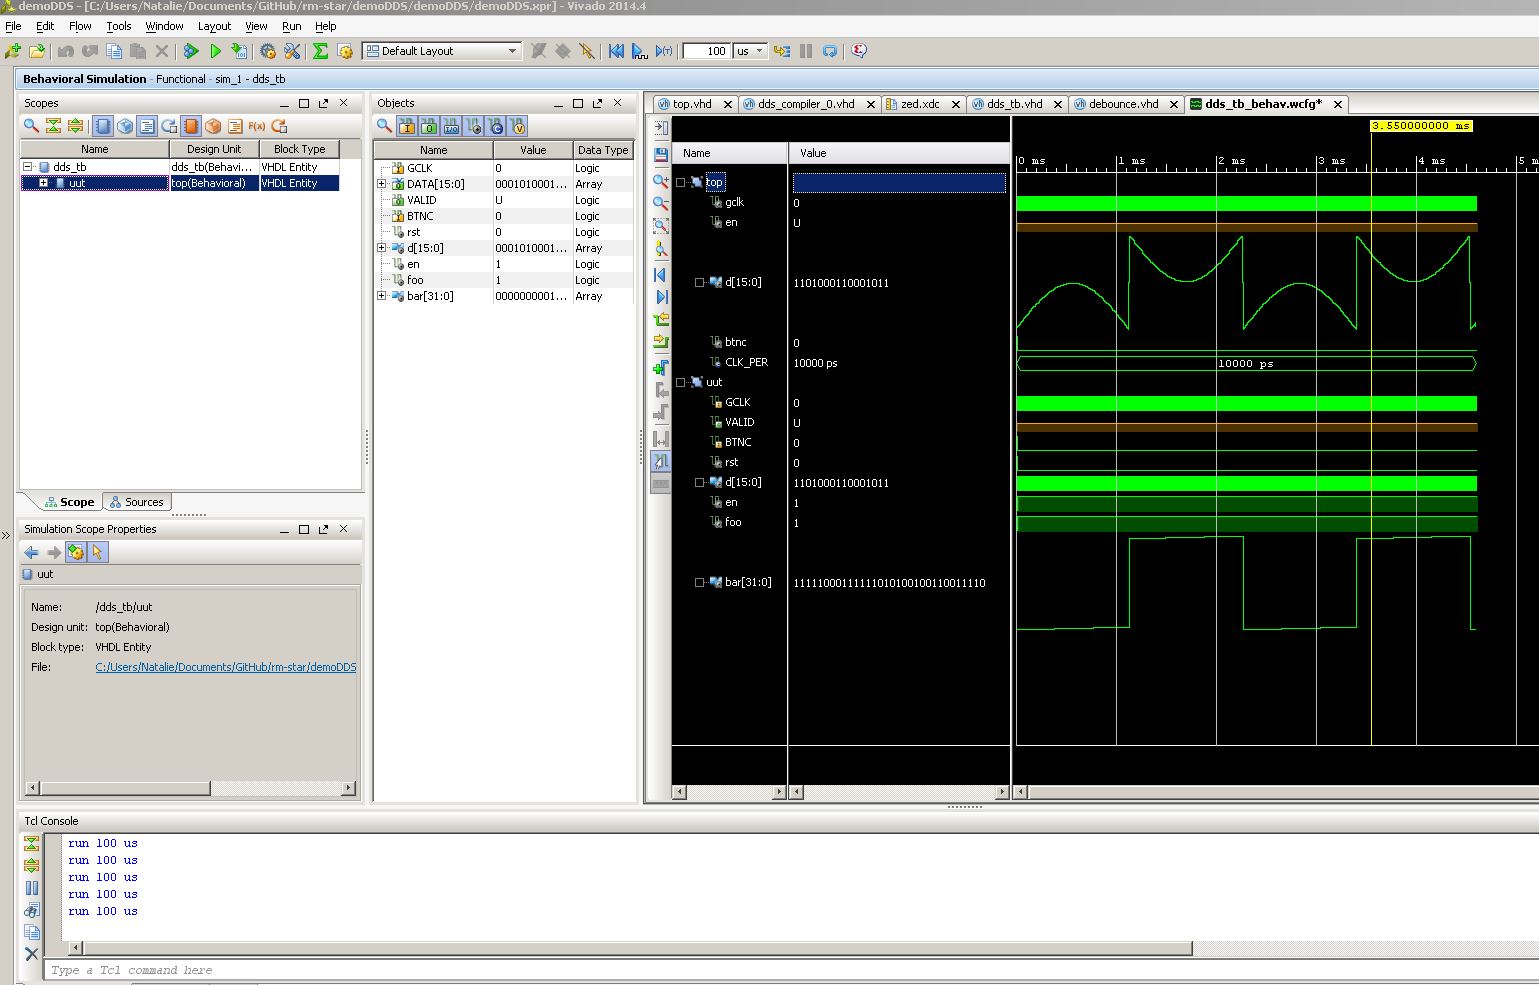 demoDDS - [C:/Users/Natalie/Documents/GitHub/rm-star/demoDDS/demoDDS/demoDDS.xpr] - Vivado 2014.4
File Edit Flow Tools Window Layout View Run Help
Default Layout 100 us
Behavioral Simulation - Functional - sim_1 - dds_tb
Scopes
Name Design Unit Block Type
dds_tb dds_tb(Behavi... VHDL Entity
uut top(Behavioral) VHDL Entity
Scope Sources
Simulation Scope Properties
uut
Name: /dds_tb/uut
Design unit: top(Behavioral)
Block type: VHDL Entity
File: C:/Users/Natalie/Documents/GitHub/rm-star/demoDDS
Objects
Name Value Data Type
GCLK 0 Logic
DATA[15:0] 0001010001... Array
VALID U Logic
BTNC 0 Logic
rst 0 Logic
d[15:0] 0001010001... Array
en 1 Logic
foo 1 Logic
bar[31:0] 0000000001... Array
top.vhd dds_compiler_0.vhd zed.xdc dds_tb.vhd debounce.vhd dds_tb_behav.wcfg*
3.550000000 ms
Name Value
0 ms 1 ms 2 ms 3 ms 4 ms 5 m
top
gclk 0
en U
d[15:0] 1101000110001011
btnc 0
CLK_PER 10000 ps 10000 ps
uut
GCLK 0
VALID U
BTNC 0
rst 0
d[15:0] 1101000110001011
en 1
foo 1
bar[31:0] 11111000111111010100100110011110
Tcl Console
run 100 us
run 100 us
run 100 us
run 100 us
run 100 us
Type a Tcl command here